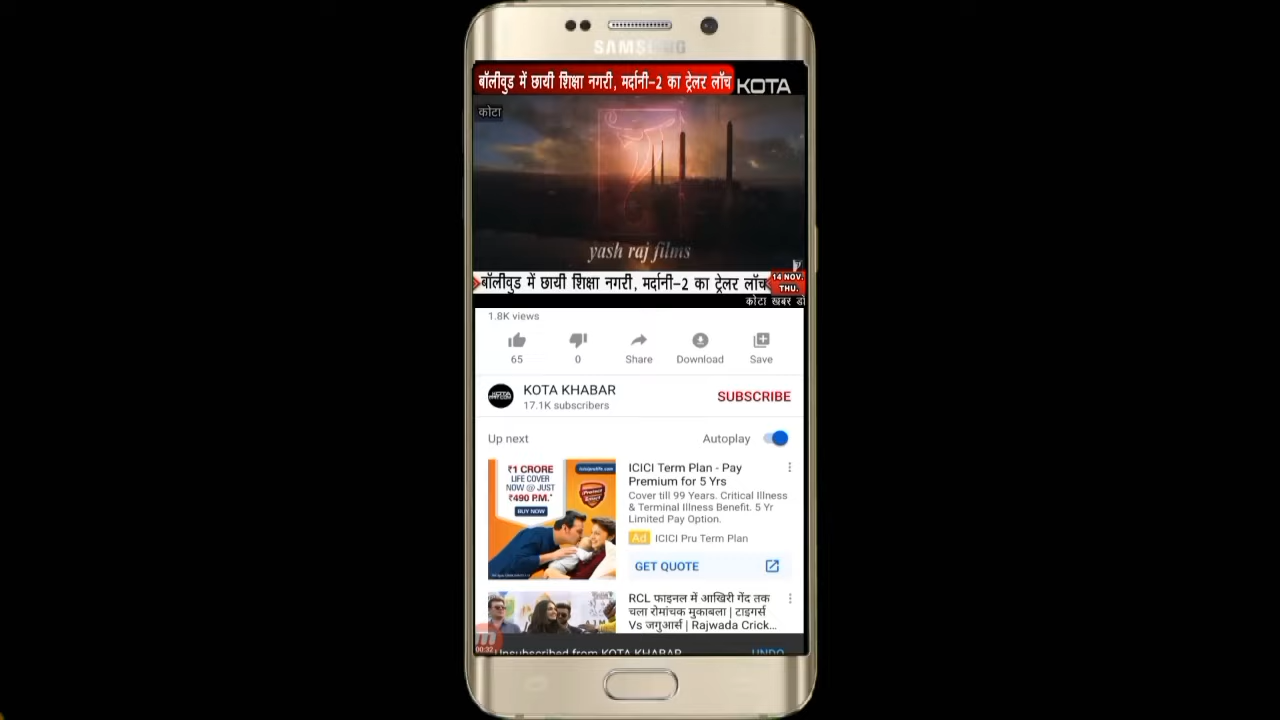 SAMSUNG
बॉलीवुड में छायी शिक्षा नगरी, मर्दानी-2 का ट्रेलर लॉच
KOTA
कोटा
yash raj films
बॉलीवुड में छायी शिक्षा नगरी, मर्दानी-2 का ट्रेलर लॉच
14 NOV.
THU.
कोटा खबर डो
1.8K views
65
0
Share
Download
Save
KOTA KHABAR
17.1K subscribers
SUBSCRIBE
Up next
Autoplay
₹1 CRORE
LIFE COVER
NOW @ JUST
₹490 P.M.*
BUY NOW
ICICI Term Plan - Pay
Premium for 5 Yrs
Cover till 99 Years. Critical Illness
& Terminal Illness Benefit. 5 Yr
Limited Pay Option.
Ad ICICI Pru Term Plan
GET QUOTE
RCL फाइनल में आखिरी गेंद तक
चला रोमांचक मुकाबला | टाइगर्स
Vs जगुआर्स | Rajwada Crick...
00:32
Unsubscribed from KOTA KHABAR
UNDO